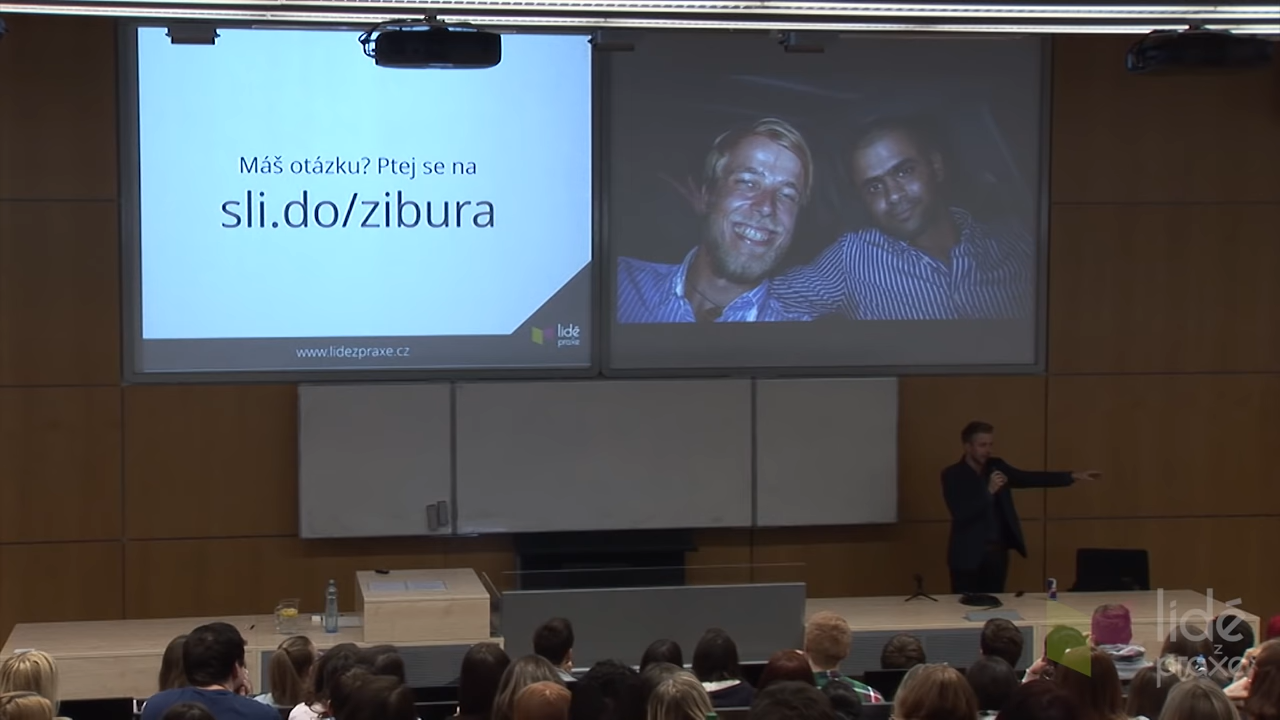 Máš otázku? Ptej se na
sli.do/zibura
lidé
z
praxe
www.lidezpraxe.cz
lidé
z
praxe